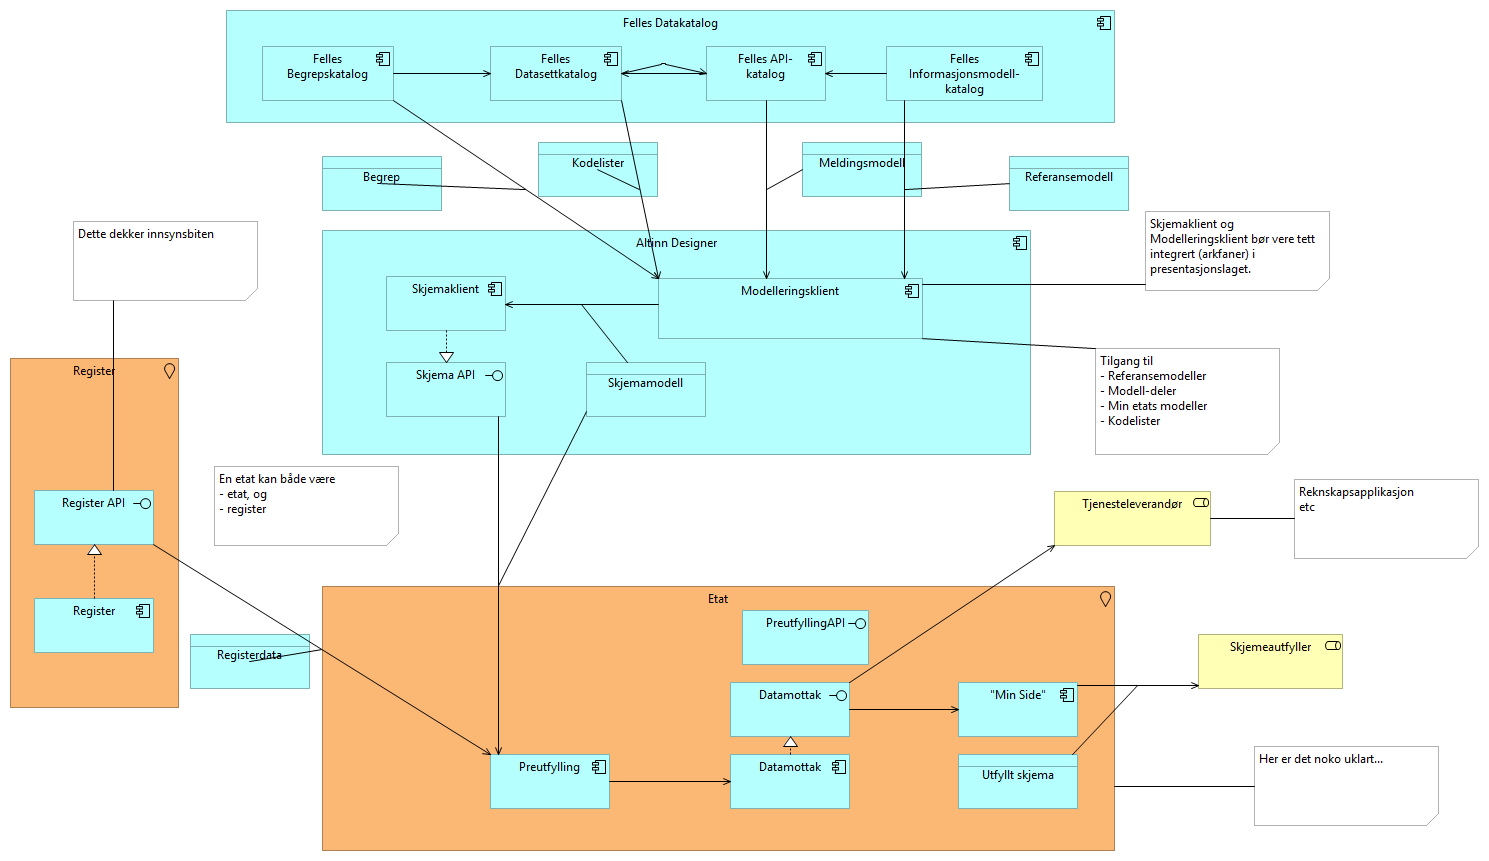 Felles Datakatalog
Felles
Begrepskatalog
Felles
Datasettkatalog
Felles API-
katalog
Felles
Informasjonsmodell-
katalog
Begrep
Kodelister
Meldingsmodell
Referansemodell
Dette dekker innsynsbiten
Altinn Designer
Skjemaklient og
Modelleringsklient bør vere tett
integrert (arkfaner) i
presentasjonslaget.
Skjemaklient
Modelleringsklient
Skjema API
Skjemamodell
Tilgang til
- Referansemodeller
- Modell-deler
- Min etats modeller
- Kodelister
Register
En etat kan både være
- etat, og
- register
Register API
Tjenesteleverandør
Reknskapsapplikasjon
etc
Register
Registerdata
Etat
PreutfyllingAPI
Skjemeautfyller
Datamottak
"Min Side"
Preutfylling
Datamottak
Utfyllt skjema
Her er det noko uklart...